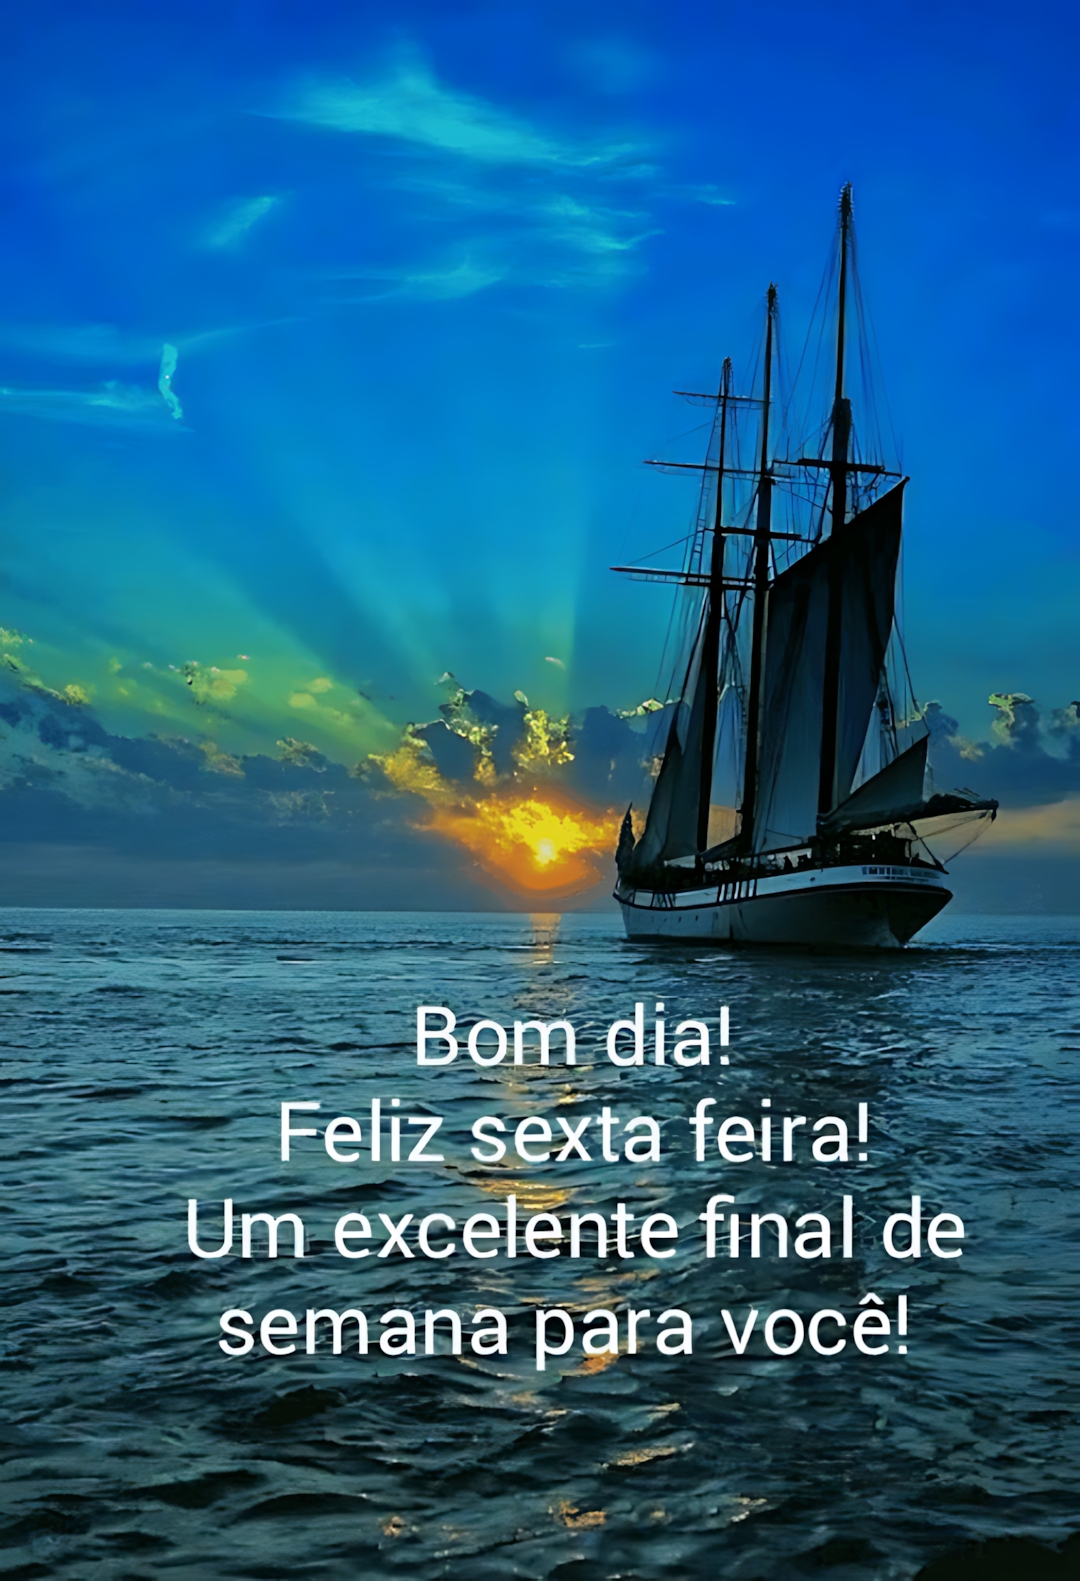 Bom dia!
Feliz sexta feira!
Um excelente final de
semana para você!